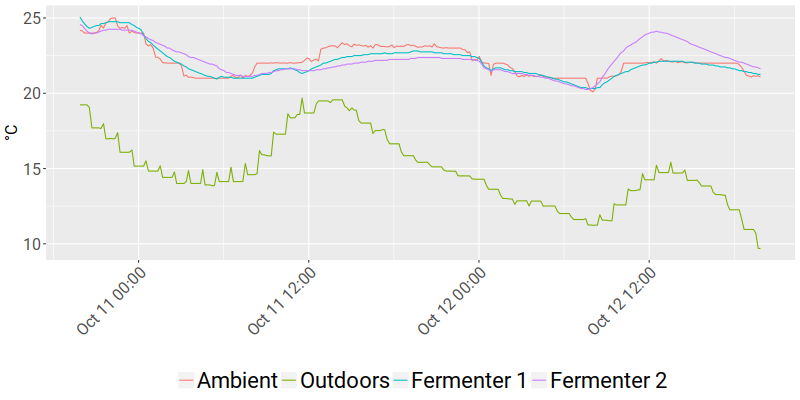 25
20
15
10
°C
Oct 11 00:00
Oct 11 12:00
Oct 12 00:00
Oct 12 12:00
Ambient Outdoors Fermenter 1 Fermenter 2